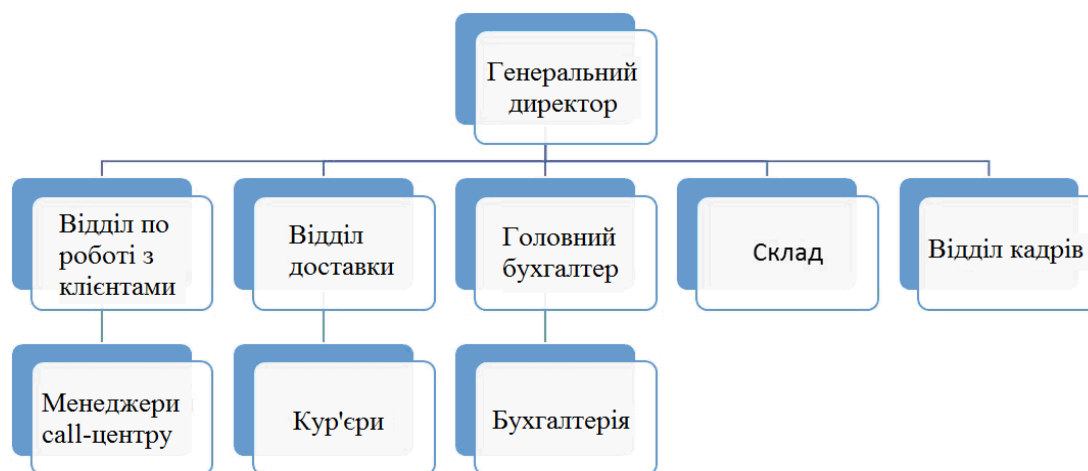 Генеральний
директор
Відділ по
роботі з
клієнтами
Відділ
доставки
Головний
бухгалтер
Склад
Відділ кадрів
Менеджери
call-центру
Кур'єри
Бухгалтерія